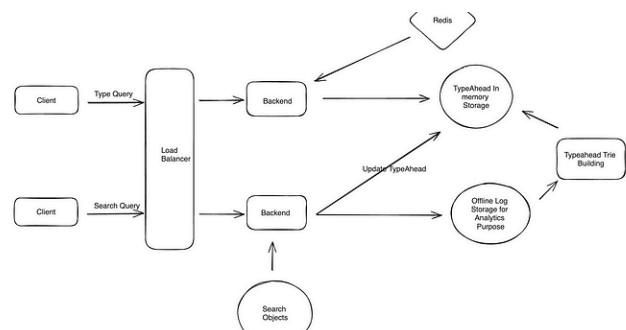 Redis
Client
Type Query
Load
Balancer
Backend
TypeAhead In
memory
Storage
Typeahead Trie
Building
Update TypeAhead
Client
Search Query
Backend
Offline Log
Storage for
Analytics
Purpose
Search
Objects